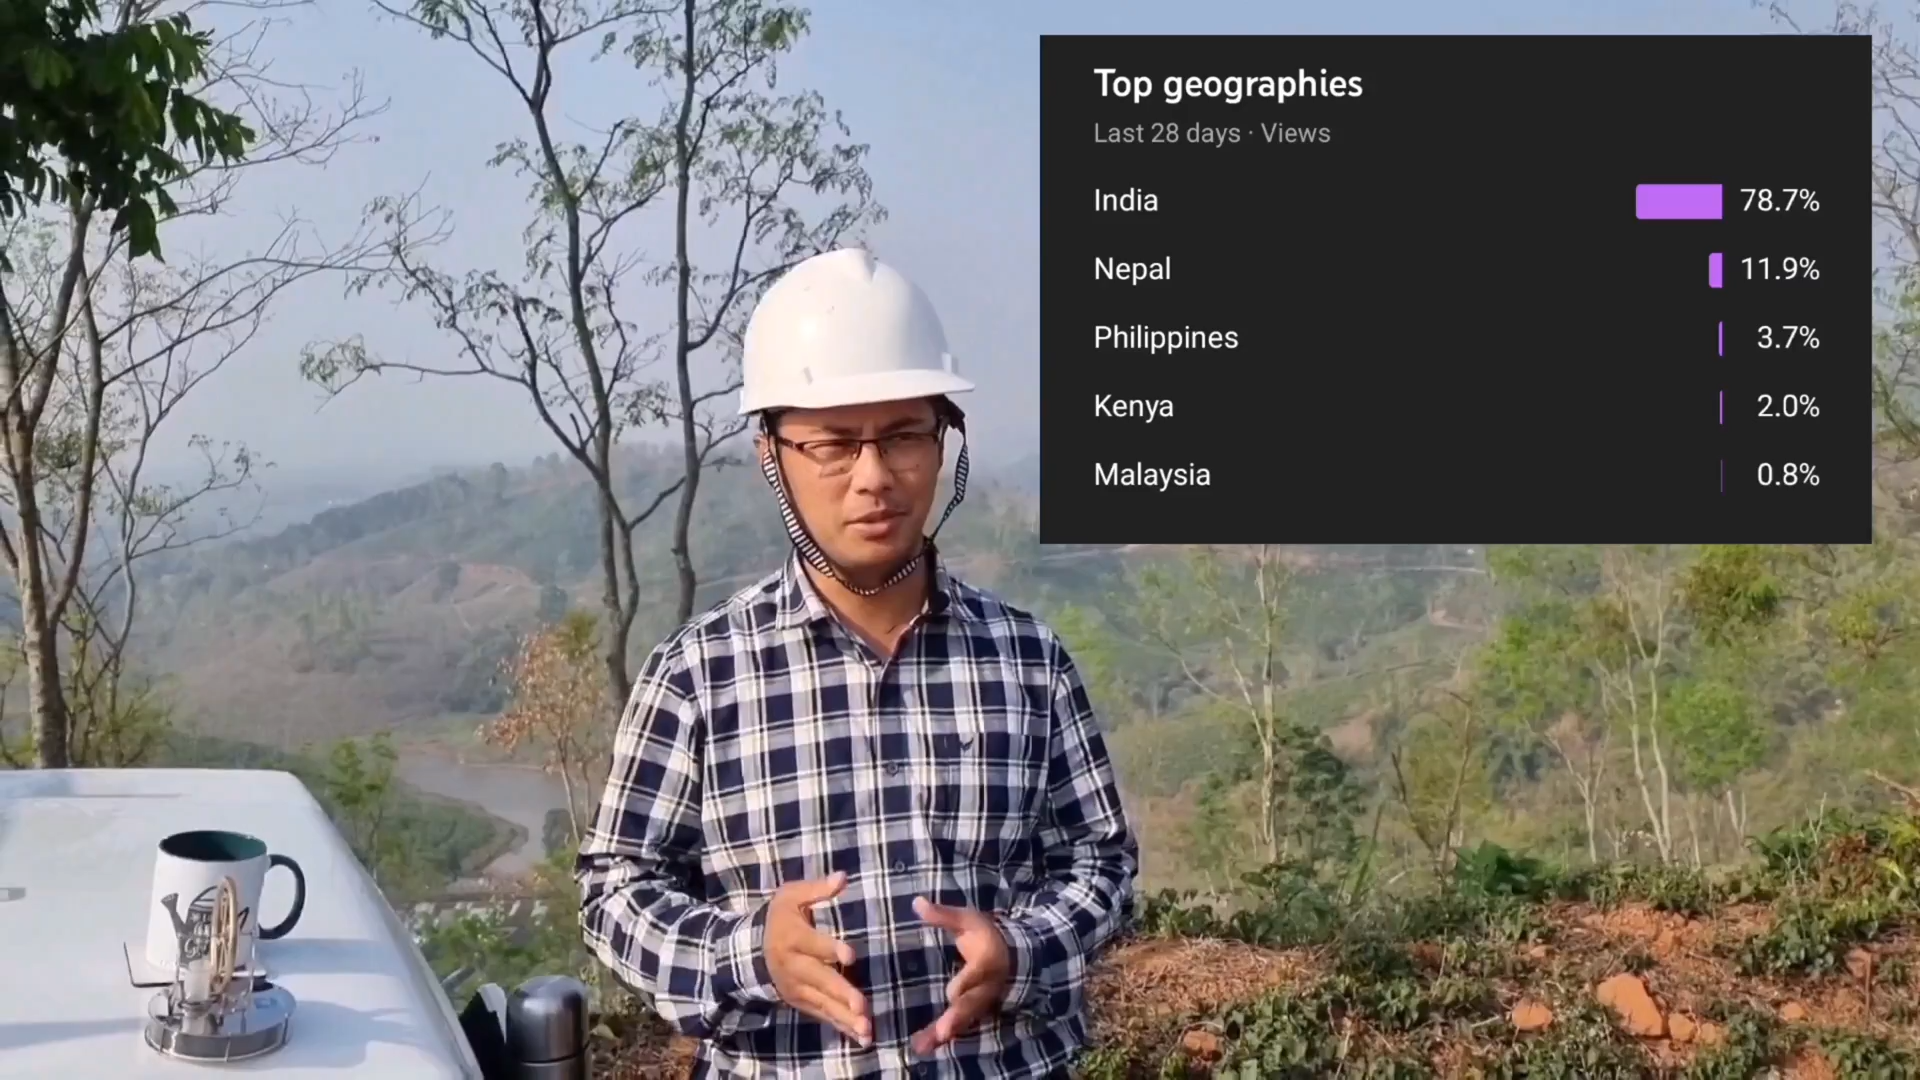 Top geographies
Last 28 days · Views
India 78.7%
Nepal 11.9%
Philippines 3.7%
Kenya 2.0%
Malaysia 0.8%